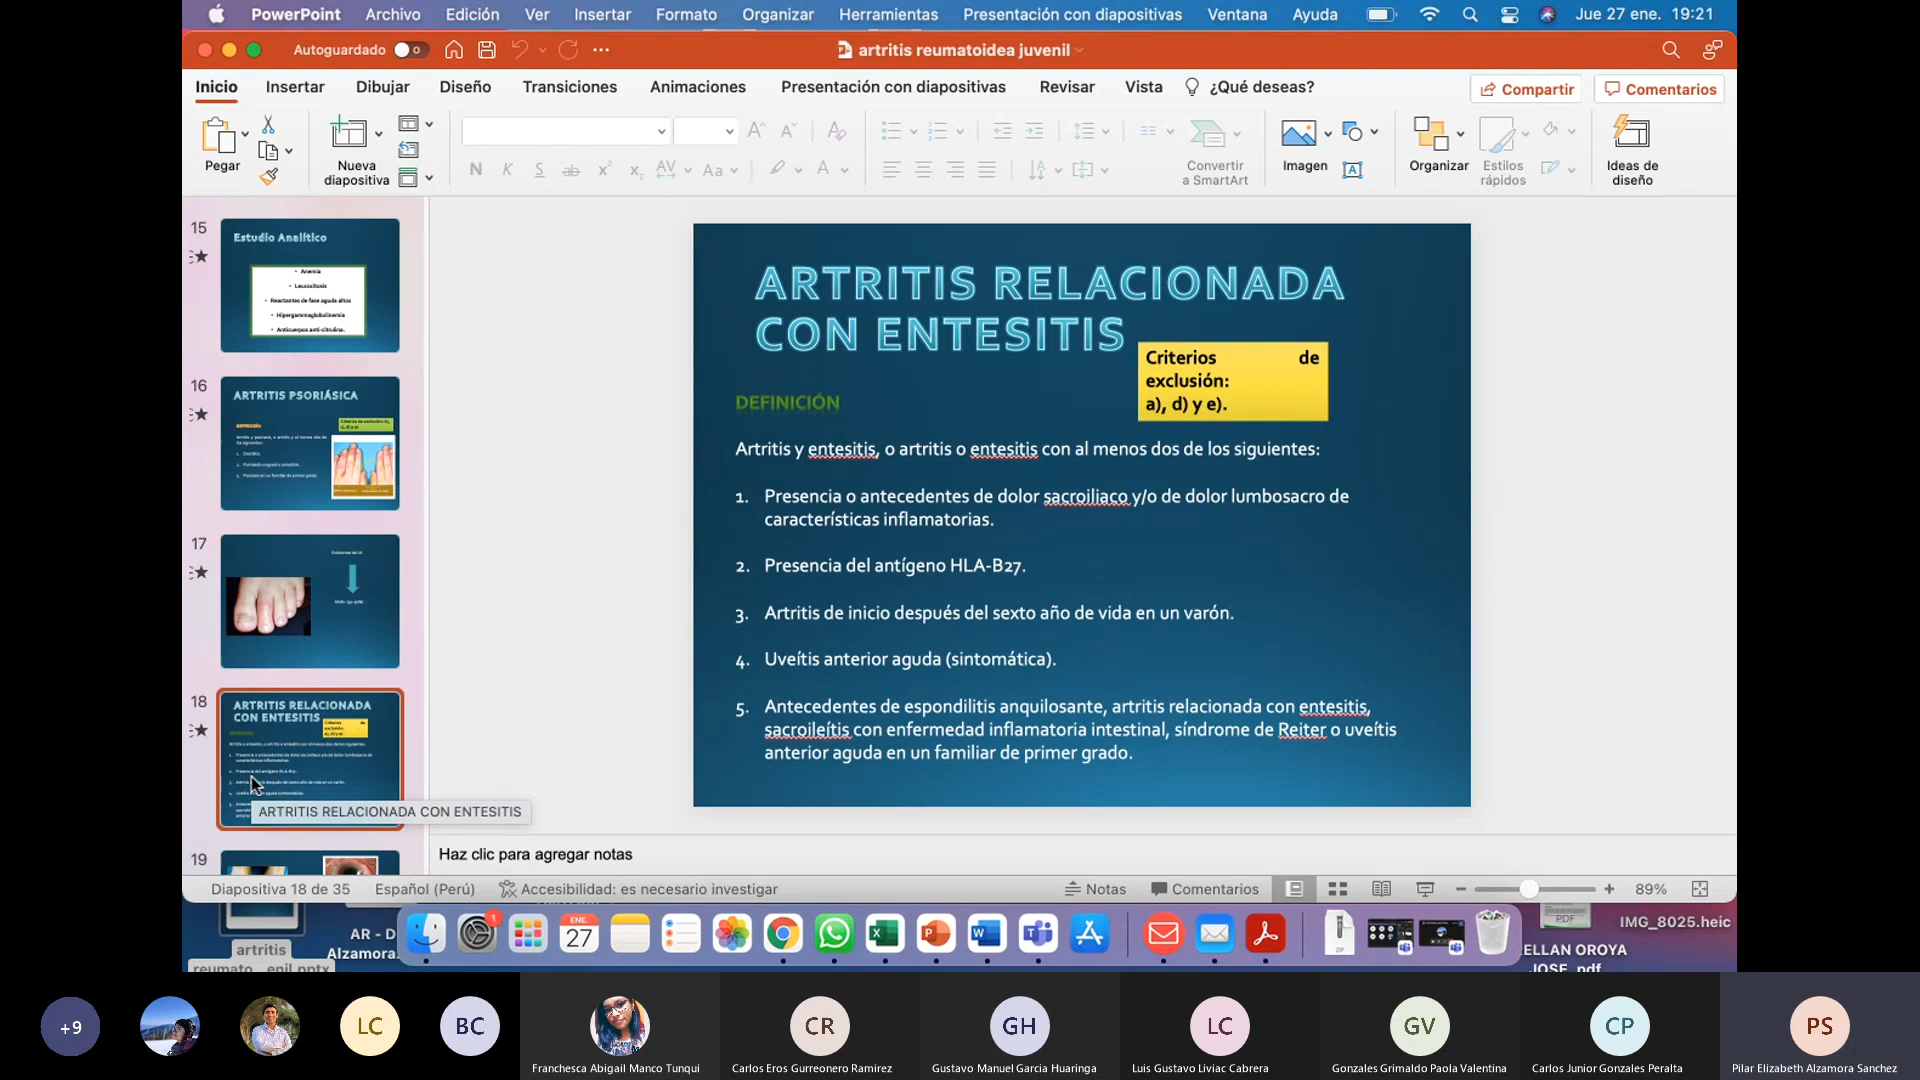 PowerPoint Archivo Edición Ver Insertar Formato Organizar Herramientas Presentación con diapositivas Ventana Ayuda Jue 27 ene. 19:21
Autoguardado
artritis reumatoidea juvenil
Inicio Insertar Dibujar Diseño Transiciones Animaciones Presentación con diapositivas Revisar Vista ¿Qué deseas? Compartir Comentarios
Pegar
Nueva
diapositiva
Convertir
a SmartArt
Imagen
Organizar
Estilos
rápidos
Ideas de
diseño
15
Estudio Analítico
• Anemia
• Leucocitosis
• Reactantes de fase aguda altos
• Hipergammaglobulinemia
• Anticuerpos anti-citrulina.
16
ARTRITIS PSORIÁSICA
17
18
ARTRITIS RELACIONADA
CON ENTESITIS
ARTRITIS RELACIONADA CON ENTESITIS
19
ARTRITIS RELACIONADA
CON ENTESITIS
Criterios de
exclusión:
a), d) y e).
DEFINICIÓN
Artritis y entesitis, o artritis o entesitis con al menos dos de los siguientes:
1. Presencia o antecedentes de dolor sacroiliaco y/o de dolor lumbosacro de
características inflamatorias.
2. Presencia del antígeno HLA-B27.
3. Artritis de inicio después del sexto año de vida en un varón.
4. Uveítis anterior aguda (sintomática).
5. Antecedentes de espondilitis anquilosante, artritis relacionada con entesitis,
sacroileítis con enfermedad inflamatoria intestinal, síndrome de Reiter o uveítis
anterior aguda en un familiar de primer grado.
Haz clic para agregar notas
Diapositiva 18 de 35 Español (Perú) Accesibilidad: es necesario investigar Notas Comentarios 89%
artritis
reumato...enil.pptx
AR - D
Alzamora.
1
ENE.
27
ZIP
PDF
IMG_8025.heic
ELLAN OROYA
JOSE .pdf
+9
LC
BC
Franchesca Abigail Manco Tunqui
CR
Carlos Eros Gurreonero Ramirez
GH
Gustavo Manuel Garcia Huaringa
LC
Luis Gustavo Liviac Cabrera
GV
Gonzales Grimaldo Paola Valentina
CP
Carlos Junior Gonzales Peralta
PS
Pilar Elizabeth Alzamora Sanchez